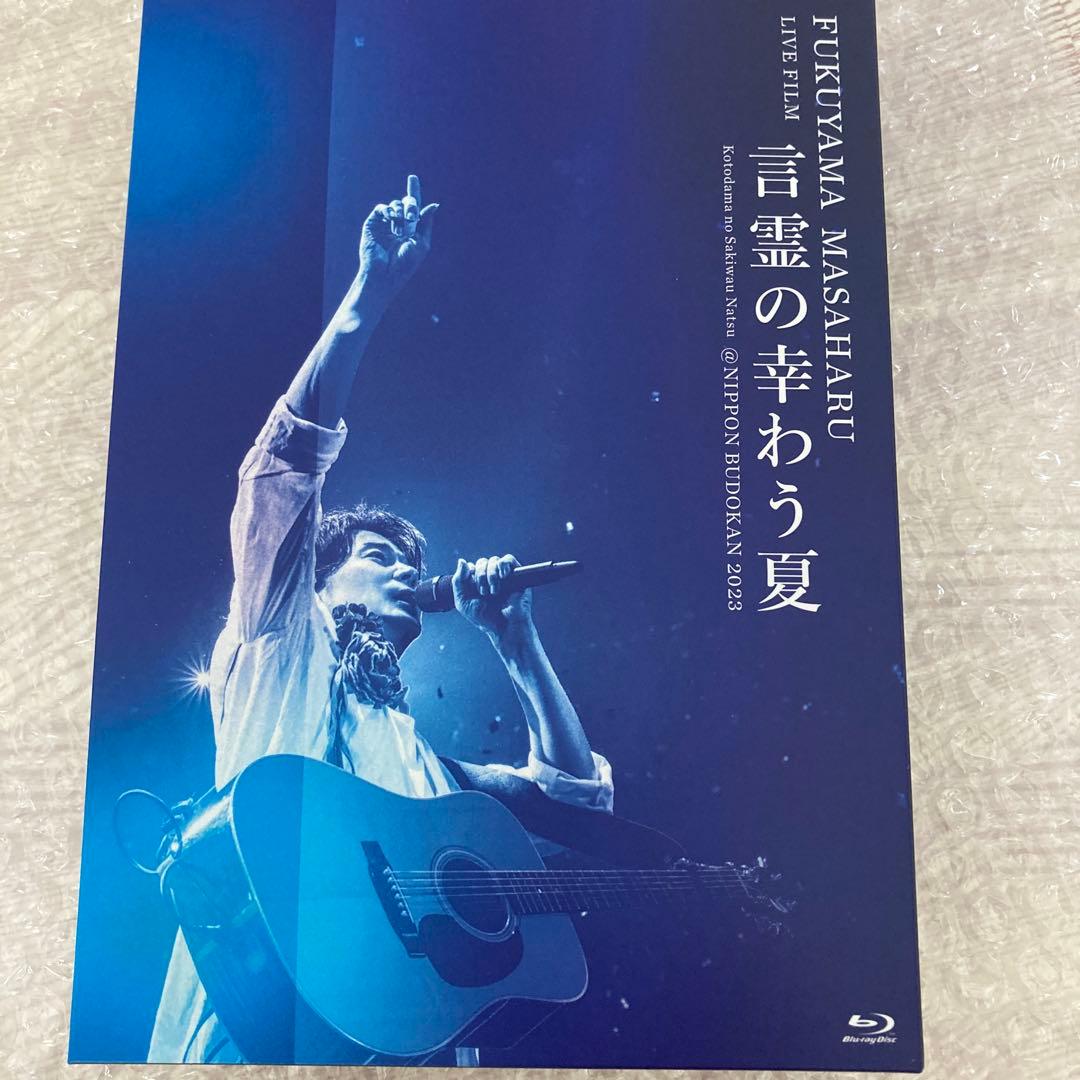 FUKUYAMA MASAHARU
LIVE FILM
言霊の幸わう夏
Kotodama no Sakiwau Natsu @NIPPON BUDOKAN 2023
Blu-ray Disc